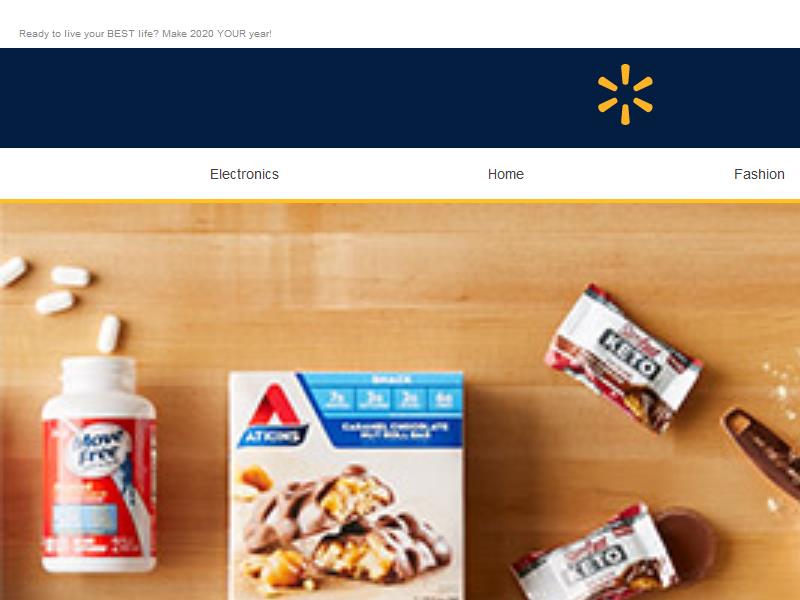 Ready to live your BEST life? Make 2020 YOUR year!
Electronics Home Fashion
SNACK
ATKINS
CARAMEL CHOCOLATE
NUT ROLL BAR
Move
Free
KETO
KETO